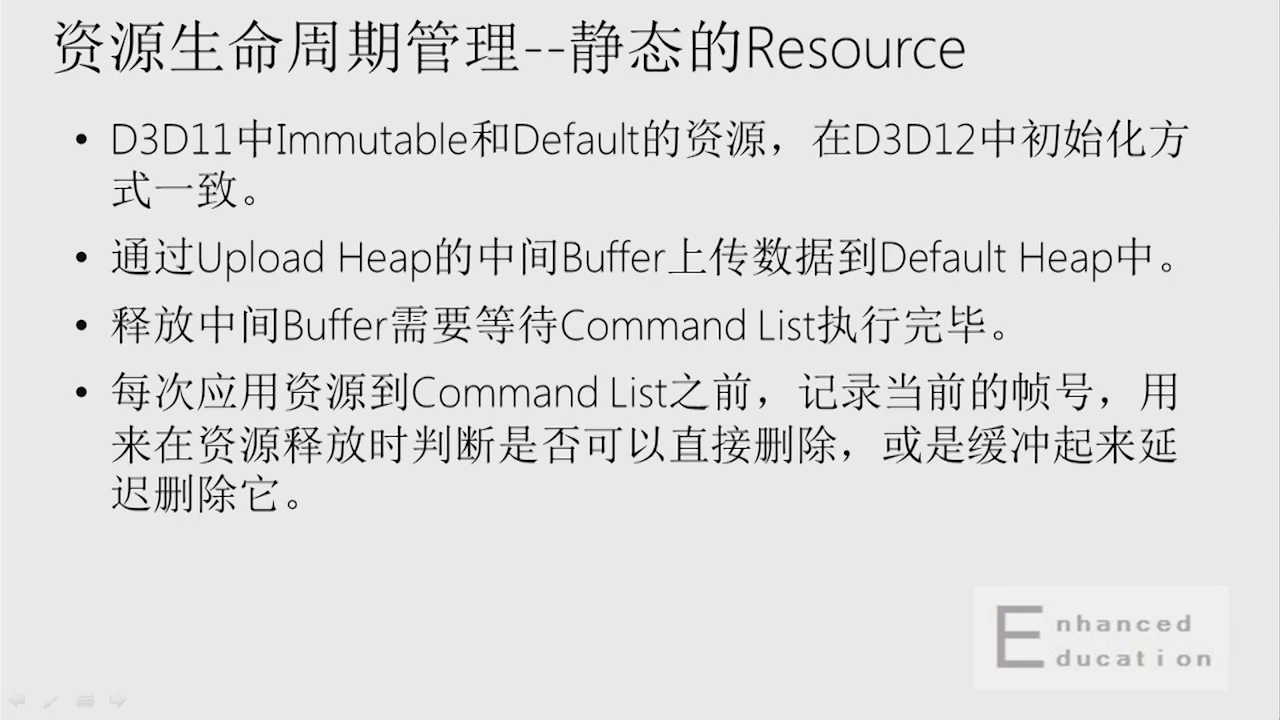 资源生命周期管理--静态的Resource
• D3D11中Immutable和Default的资源，在D3D12中初始化方
式一致。
• 通过Upload Heap的中间Buffer上传数据到Default Heap中。
• 释放中间Buffer需要等待Command List执行完毕。
• 每次应用资源到Command List之前，记录当前的帧号，用
来在资源释放时判断是否可以直接删除，或是缓冲起来延
迟删除它。
Enhanced
Education